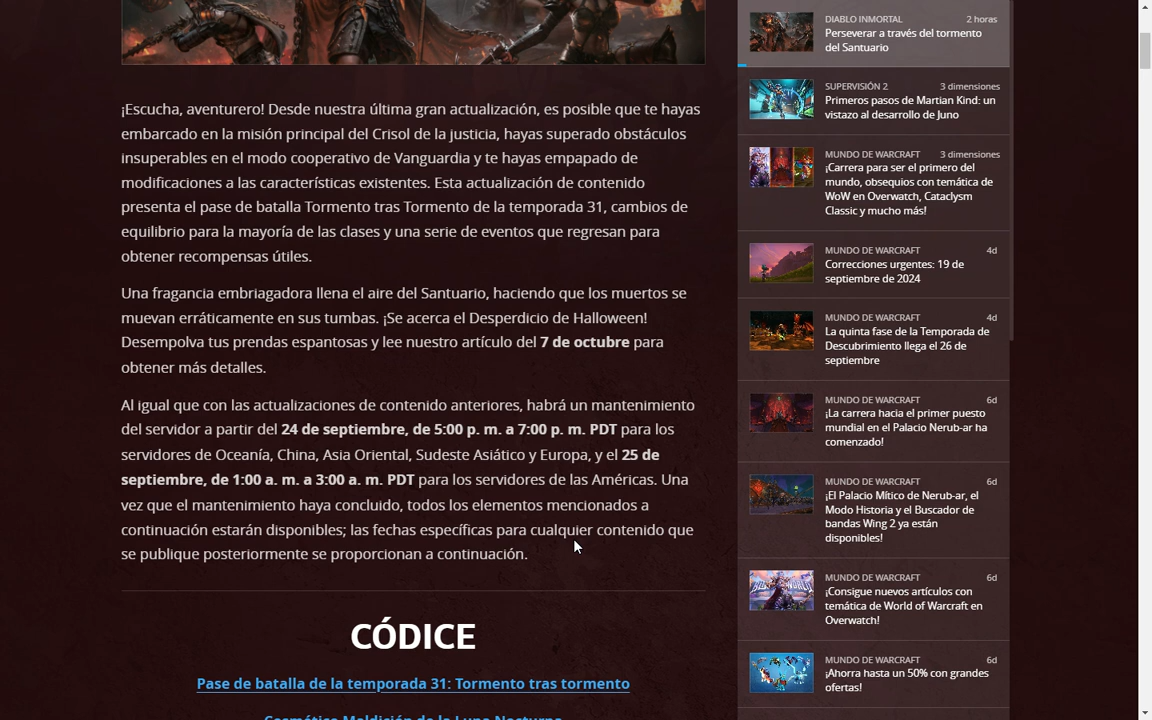 ¡Escucha, aventurero! Desde nuestra última gran actualización, es posible que te hayas
embarcado en la misión principal del Crisol de la justicia, hayas superado obstáculos
insuperables en el modo cooperativo de Vanguardia y te hayas empapado de
modificaciones a las características existentes. Esta actualización de contenido
presenta el pase de batalla Tormento tras Tormento de la temporada 31, cambios de
equilibrio para la mayoría de las clases y una serie de eventos que regresan para
obtener recompensas útiles.
Una fragancia embriagadora llena el aire del Santuario, haciendo que los muertos se
muevan erráticamente en sus tumbas. ¡Se acerca el Desperdicio de Halloween!
Desempolva tus prendas espantosas y lee nuestro artículo del 7 de octubre para
obtener más detalles.
Al igual que con las actualizaciones de contenido anteriores, habrá un mantenimiento
del servidor a partir del 24 de septiembre, de 5:00 p. m. a 7:00 p. m. PDT para los
servidores de Oceanía, China, Asia Oriental, Sudeste Asiático y Europa, y el 25 de
septiembre, de 1:00 a. m. a 3:00 a. m. PDT para los servidores de las Américas. Una
vez que el mantenimiento haya concluido, todos los elementos mencionados a
continuación estarán disponibles; las fechas específicas para cualquier contenido que
se publique posteriormente se proporcionan a continuación.
CÓDICE
Pase de batalla de la temporada 31: Tormento tras tormento
Cosmético Maldición de la Luna Nocturna
DIABLO INMORTAL 2 horas
Perseverar a través del tormento
del Santuario
SUPERVISIÓN 2 3 dimensiones
Primeros pasos de Martian Kind: un
vistazo al desarrollo de Juno
MUNDO DE WARCRAFT 3 dimensiones
¡Carrera para ser el primero del
mundo, obsequios con temática de
WoW en Overwatch, Cataclysm
Classic y mucho más!
MUNDO DE WARCRAFT 4d
Correcciones urgentes: 19 de
septiembre de 2024
MUNDO DE WARCRAFT 4d
La quinta fase de la Temporada de
Descubrimiento llega el 26 de
septiembre
MUNDO DE WARCRAFT 6d
¡La carrera hacia el primer puesto
mundial en el Palacio Nerub-ar ha
comenzado!
MUNDO DE WARCRAFT 6d
¡El Palacio Mítico de Nerub-ar, el
Modo Historia y el Buscador de
bandas Wing 2 ya están
disponibles!
MUNDO DE WARCRAFT 6d
¡Consigue nuevos artículos con
temática de World of Warcraft en
Overwatch!
MUNDO DE WARCRAFT 6d
¡Ahorra hasta un 50% con grandes
ofertas!